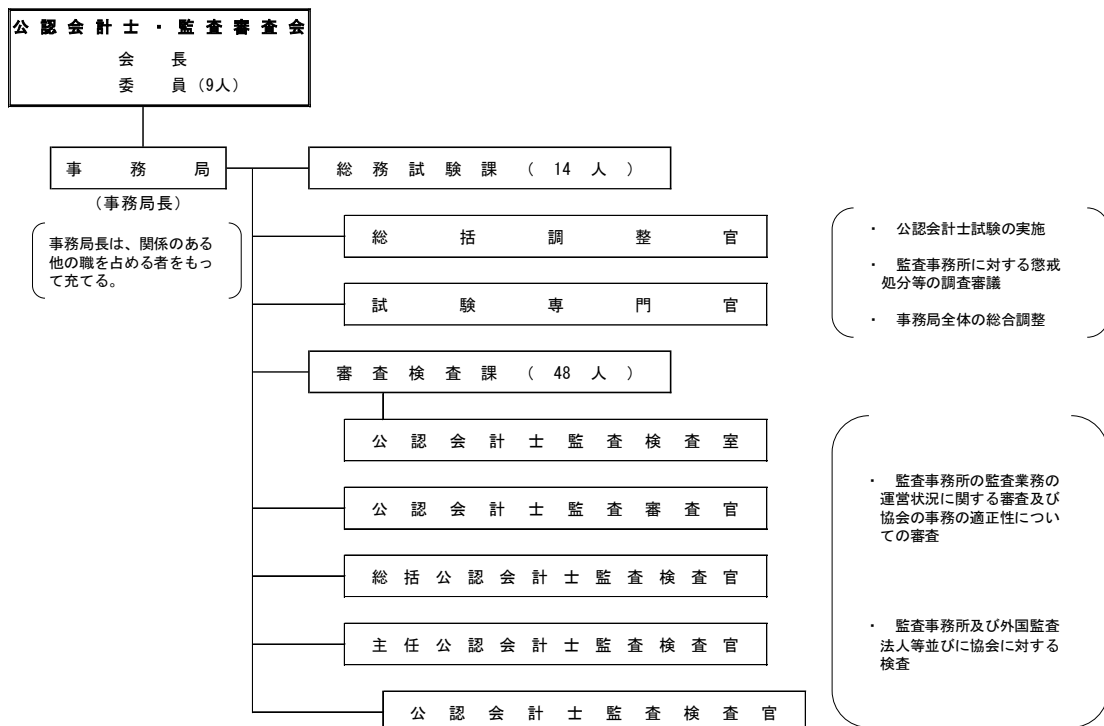 公認会計士・監査審査会
会長
委員(9人)
事務局
(事務局長)
事務局長は、関係のある
他の職を占める者をもっ
て充てる。
総務試験課(14人)
総括調整官
試験専門官
・ 公認会計士試験の実施
・ 監査事務所に対する懲戒
処分等の調査審議
・ 事務局全体の総合調整
審査検査課(48人)
公認会計士監査検査室
公認会計士監査審査官
総括公認会計士監査検査官
主任公認会計士監査検査官
公認会計士監査検査官
・ 監査事務所の監査業務の
運営状況に関する審査及び
協会の事務の適正性につい
ての審査
・ 監査事務所及び外国監査
法人等並びに協会に対する
検査